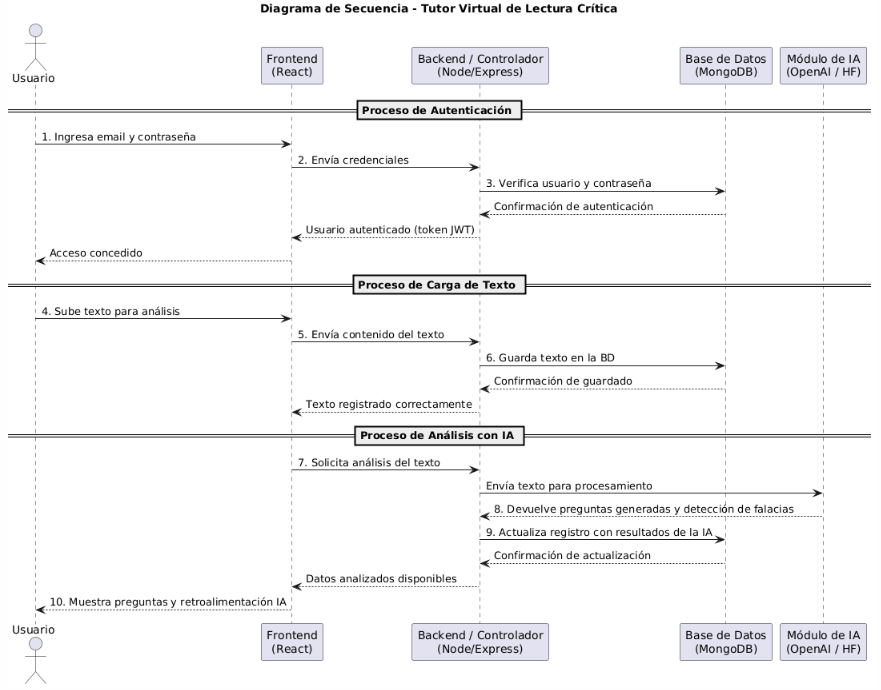 Diagrama de Secuencia - Tutor Virtual de Lectura Crítica
Usuario
Frontend
(React)
Backend / Controlador
(Node/Express)
Base de Datos
(MongoDB)
Módulo de IA
(OpenAI / HF)
Proceso de Autenticación
1. Ingresa email y contraseña
2. Envía credenciales
3. Verifica usuario y contraseña
Confirmación de autenticación
Usuario autenticado (token JWT)
Acceso concedido
Proceso de Carga de Texto
4. Sube texto para análisis
5. Envía contenido del texto
6. Guarda texto en la BD
Confirmación de guardado
Texto registrado correctamente
Proceso de Análisis con IA
7. Solicita análisis del texto
Envía texto para procesamiento
8. Devuelve preguntas generadas y detección de falacias
9. Actualiza registro con resultados de la IA
Confirmación de actualización
Datos analizados disponibles
10. Muestra preguntas y retroalimentación IA
Usuario
Frontend
(React)
Backend / Controlador
(Node/Express)
Base de Datos
(MongoDB)
Módulo de IA
(OpenAI / HF)